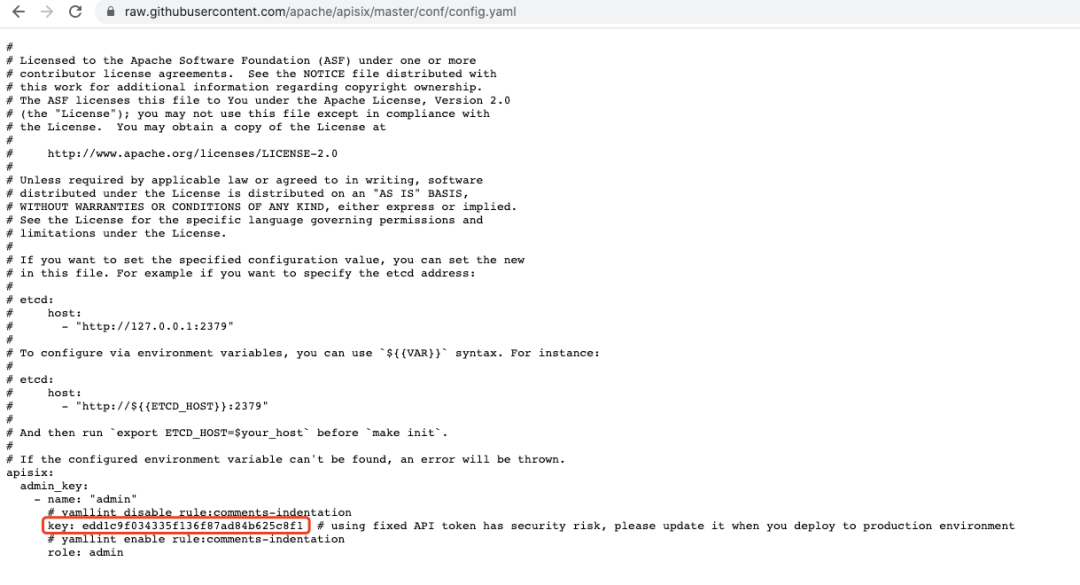 raw.githubusercontent.com/apache/apisix/master/conf/config.yaml
#
# Licensed to the Apache Software Foundation (ASF) under one or more
# contributor license agreements.  See the NOTICE file distributed with
# this work for additional information regarding copyright ownership.
# The ASF licenses this file to You under the Apache License, Version 2.0
# (the "License"); you may not use this file except in compliance with
# the License.  You may obtain a copy of the License at
#
#     http://www.apache.org/licenses/LICENSE-2.0
#
# Unless required by applicable law or agreed to in writing, software
# distributed under the License is distributed on an "AS IS" BASIS,
# WITHOUT WARRANTIES OR CONDITIONS OF ANY KIND, either express or implied.
# See the License for the specific language governing permissions and
# limitations under the License.
#
# If you want to set the specified configuration value, you can set the new
# in this file. For example if you want to specify the etcd address:
#
# etcd:
#     host:
#       - "http://127.0.0.1:2379"
#
# To configure via environment variables, you can use `${{VAR}}` syntax. For instance:
#
# etcd:
#     host:
#       - "http://${{ETCD_HOST}}:2379"
#
# And then run `export ETCD_HOST=$your_host` before `make init`.
#
# If the configured environment variable can't be found, an error will be thrown.
apisix:
  admin_key:
    - name: "admin"
      # yamllint disable rule:comments-indentation
      key: edd1c9f034335f136f87ad84b625c8f1  # using fixed API token has security risk, please update it when you deploy to production environment
      # yamllint enable rule:comments-indentation
      role: admin